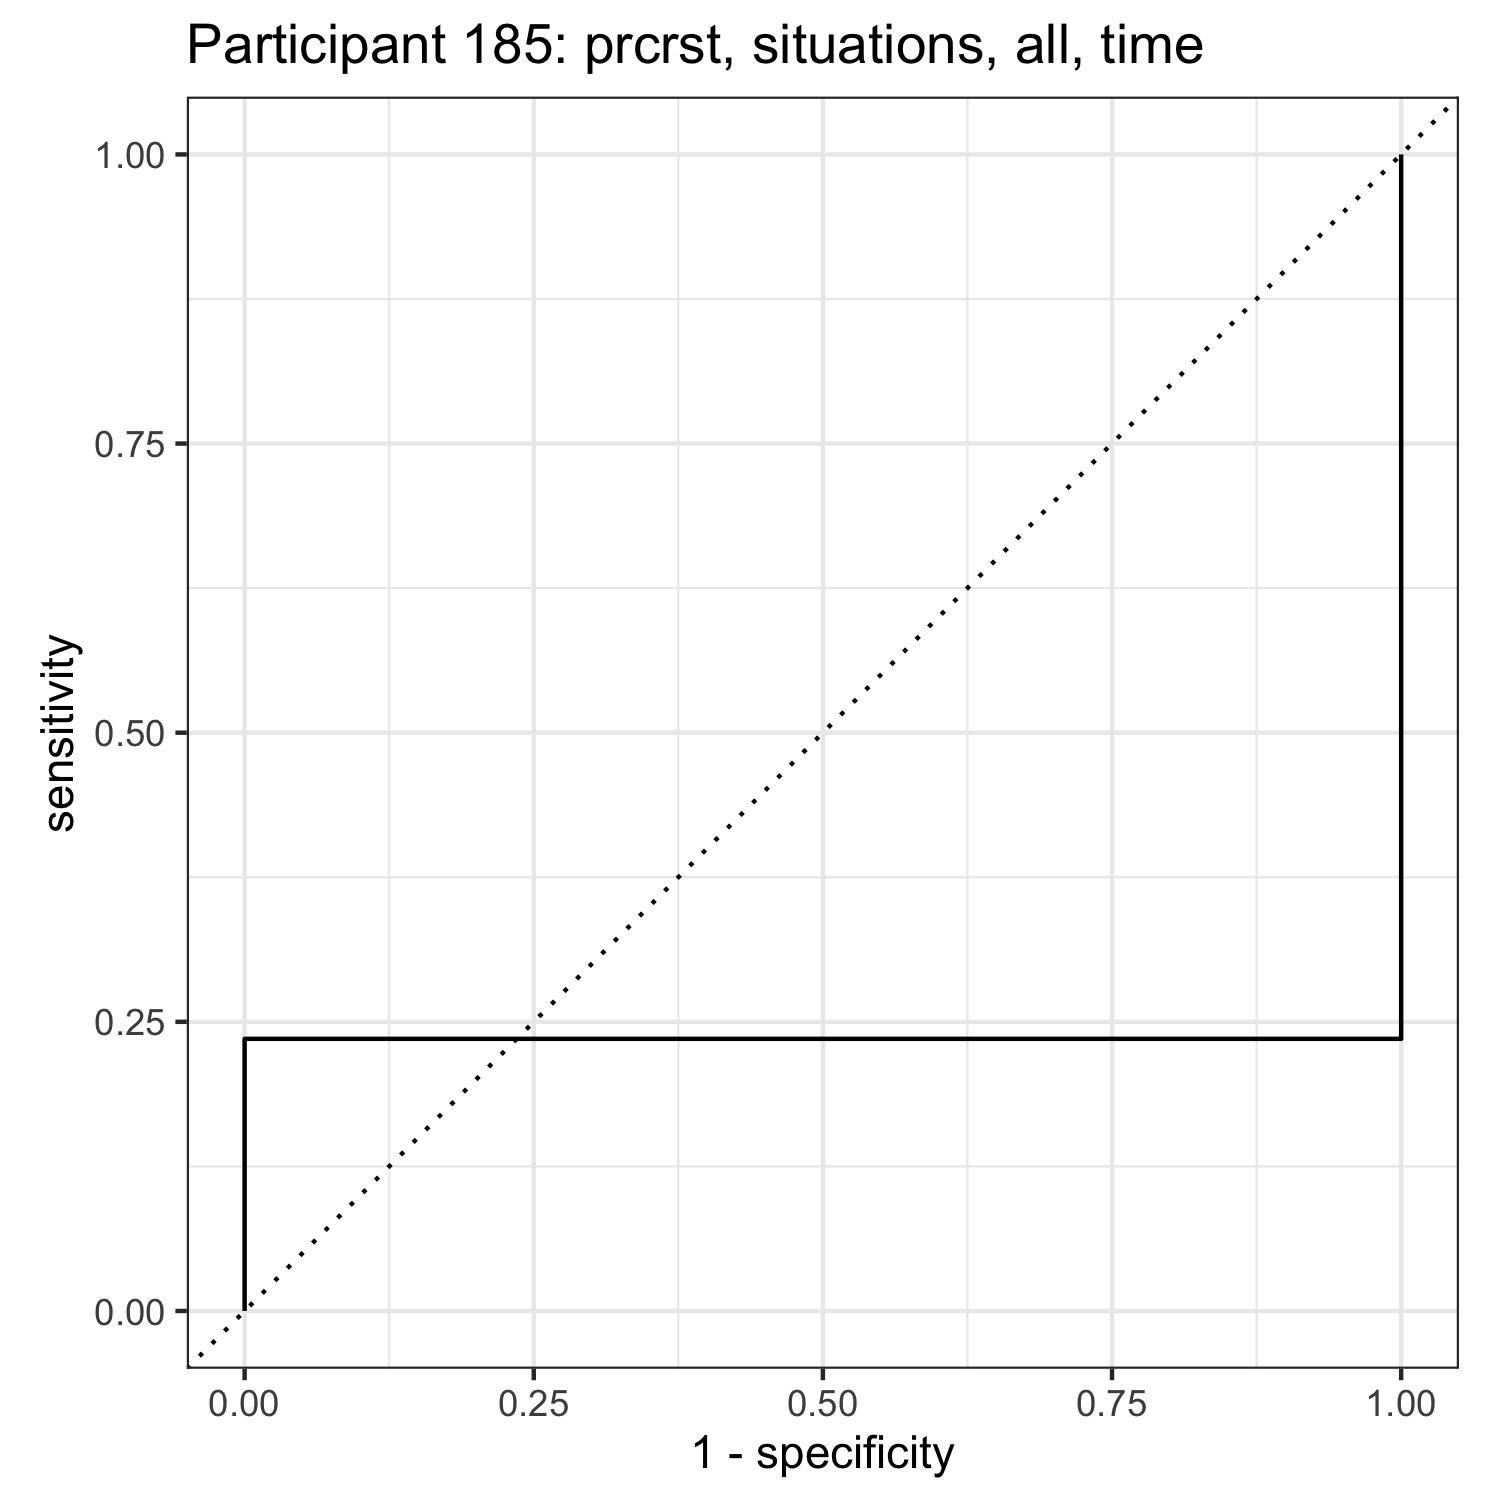 Participant 185: prcrst, situations, all, time
1.00
0.75
0.50
0.25
0.00
sensitivity
0.00 0.25 0.50 0.75 1.00
1 - specificity